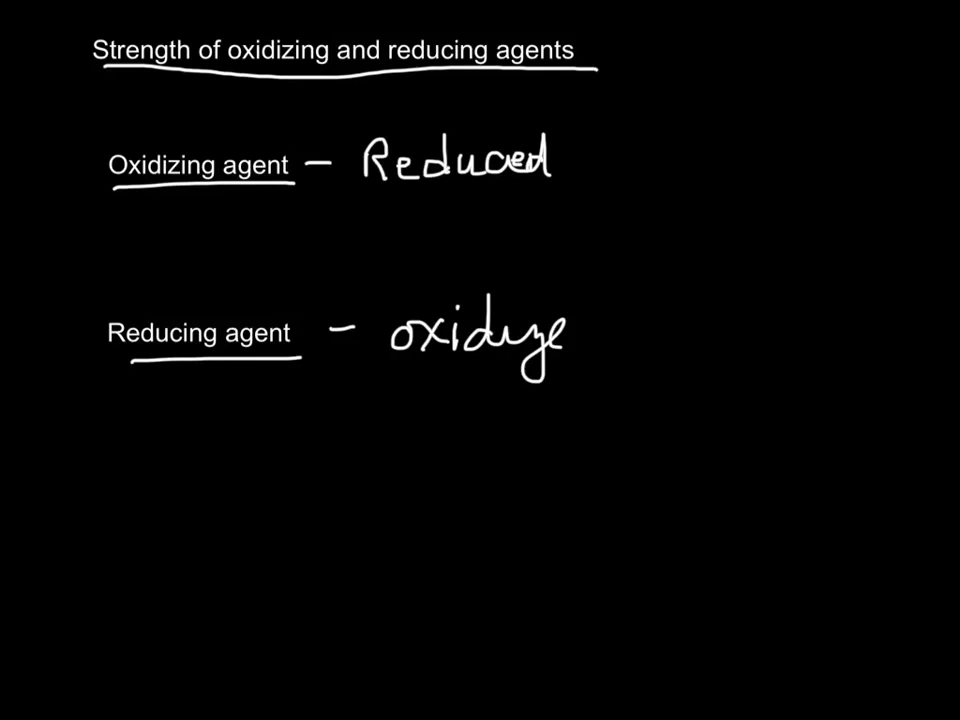 Strength of oxidizing and reducing agents
Oxidizing agent – Reduced
Reducing agent – oxidize